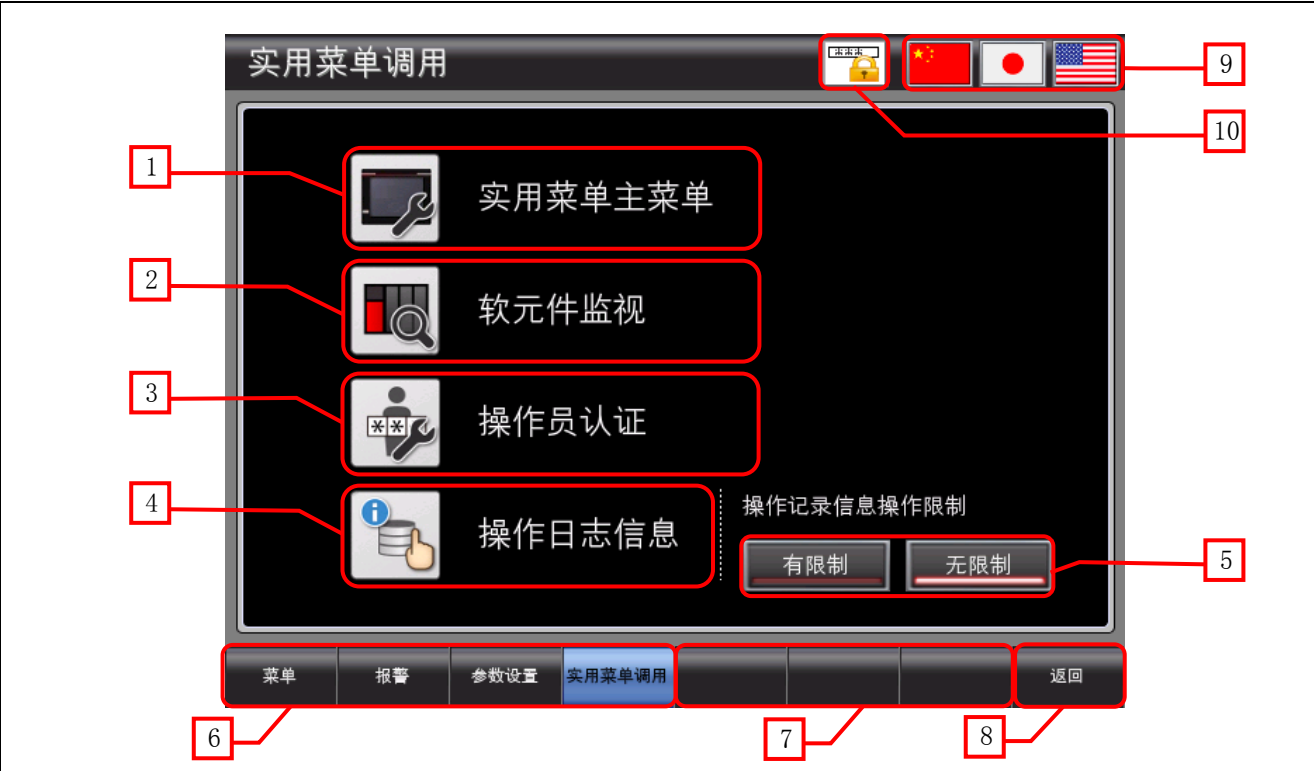 实用菜单调用
***
9
10
1
实用菜单主菜单
2
软元件监视
3
**
操作员认证
4
操作日志信息
操作记录信息操作限制
有限制
无限制
5
菜单
报警
参数设置
实用菜单调用
返回
6
7
8